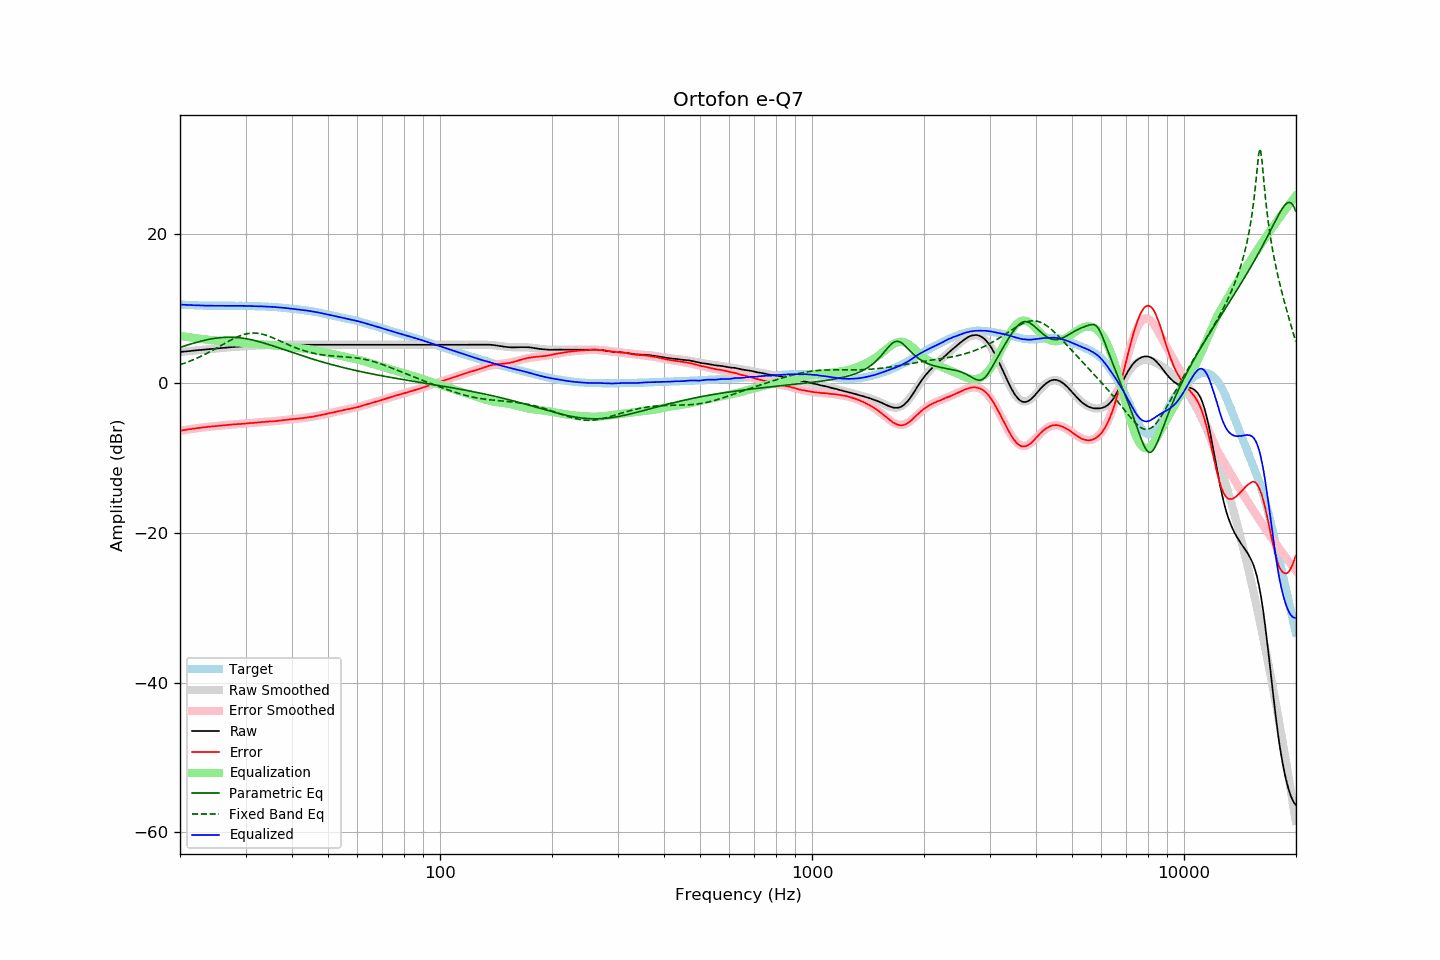 Ortofon e-Q7
Amplitude (dBr)
20
0
−20
−40
−60
100
1000
10000
Frequency (Hz)
Target
Raw Smoothed
Error Smoothed
Raw
Error
Equalization
Parametric Eq
Fixed Band Eq
Equalized